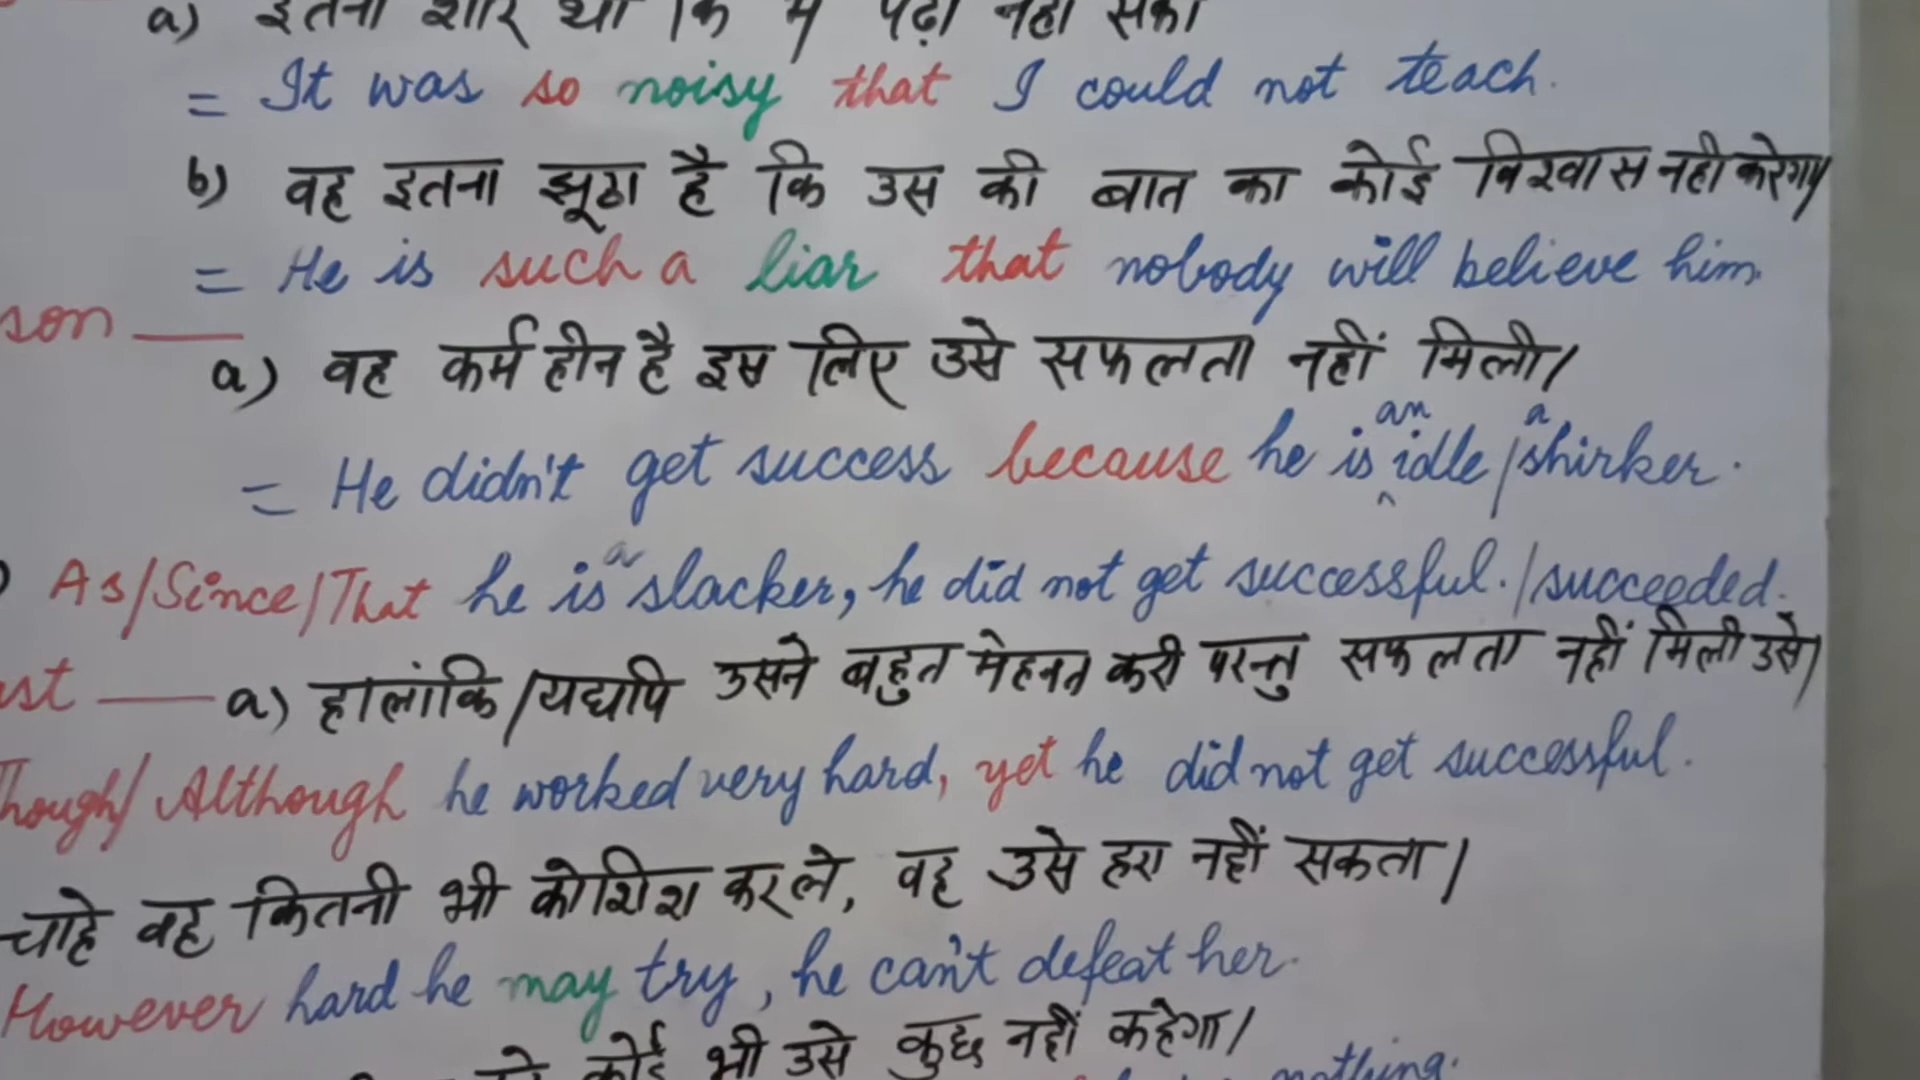 a) इतना शोर था कि मैं पढ़ा नहीं सका
= It was so noisy that I could not teach.
b) वह इतना झूठा है कि उस की बात का कोई विश्वास नही करेगा।
= He is such a liar that nobody will believe him.
son
a) वह कर्महीन है इस लिए उसे सफलता नहीं मिली।
= He didn't get success because he is an idle / a shirker.
As/Since/That he is a slacker, he did not get successful. / succeeded.
a) हालांकि / यद्यपि उसने बहुत मेहनत करी परन्तु सफलता नहीं मिली उसे।
Though/ Although he worked very hard, yet he did not get successful.
चाहे वह कितनी भी कोशिश करले, वह उसे हरा नहीं सकता।
However hard he may try, he can't defeat her.
कोई भी उसे कुछ नहीं कहेगा।
nothing.